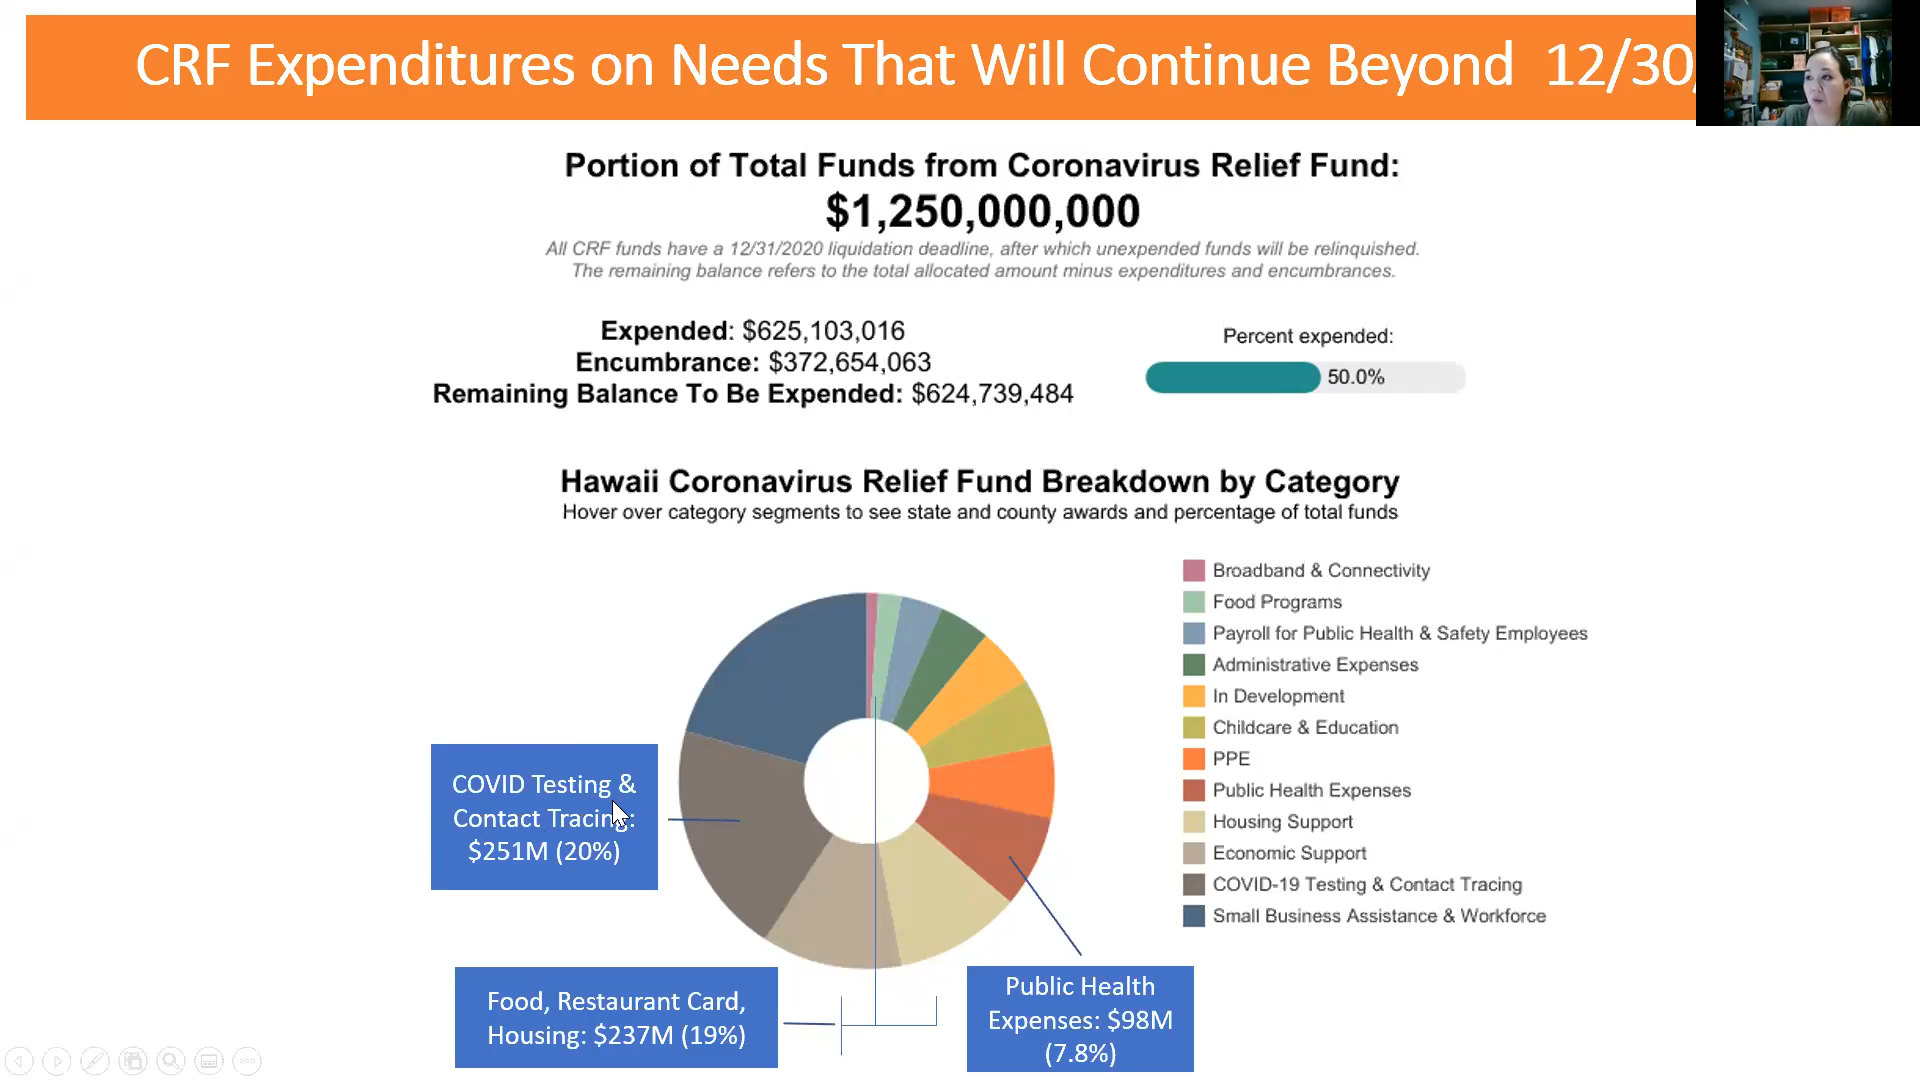 CRF Expenditures on Needs That Will Continue Beyond 12/30/
Portion of Total Funds from Coronavirus Relief Fund:
$1,250,000,000
All CRF funds have a 12/31/2020 liquidation deadline, after which unexpended funds will be relinquished.
The remaining balance refers to the total allocated amount minus expenditures and encumbrances.
Expended: $625,103,016
Encumbrance: $372,654,063
Remaining Balance To Be Expended: $624,739,484
Percent expended:
50.0%
Hawaii Coronavirus Relief Fund Breakdown by Category
Hover over category segments to see state and county awards and percentage of total funds
Broadband & Connectivity
Food Programs
Payroll for Public Health & Safety Employees
Administrative Expenses
In Development
Childcare & Education
PPE
Public Health Expenses
Housing Support
Economic Support
COVID-19 Testing & Contact Tracing
Small Business Assistance & Workforce
COVID Testing &
Contact Tracing:
$251M (20%)
Food, Restaurant Card,
Housing: $237M (19%)
Public Health
Expenses: $98M
(7.8%)